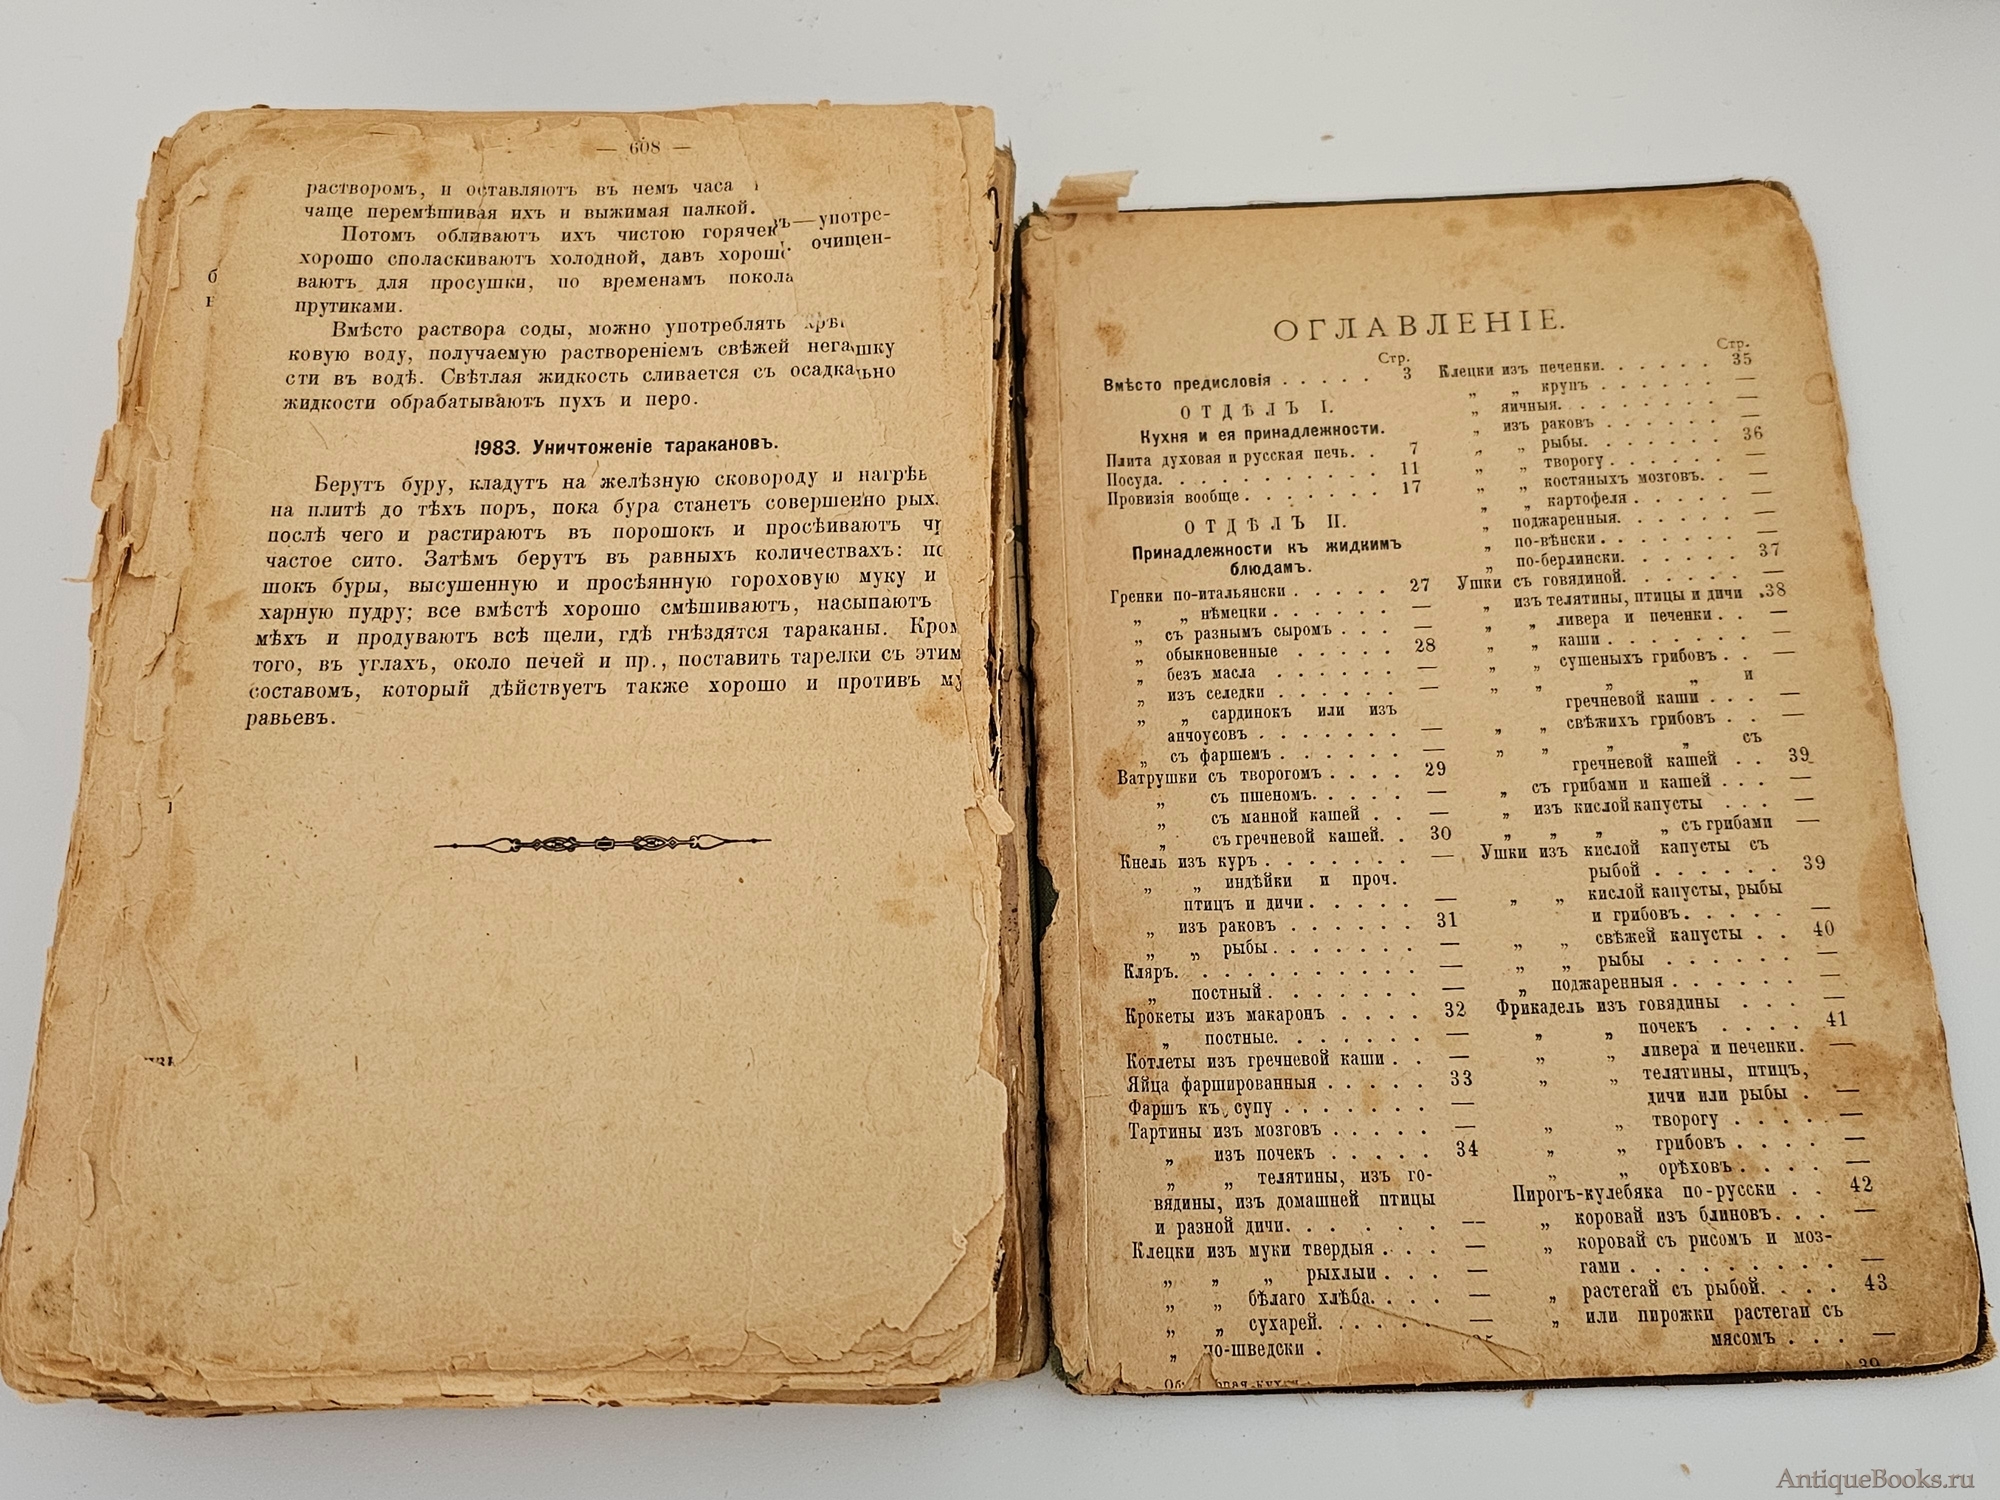 — 608 —
растворомъ, и оставляютъ въ немъ часа
чаще перемѣшивая ихъ и выжимая палкой.
Потомъ обливаютъ ихъ чистою горячей
хорошо споласкиваютъ холодной, давъ хорошо
ваютъ для просушки, по временамъ покола
прутиками.
Вмѣсто раствора соды, можно употреблять
ковую воду, получаемую раствореніемъ свѣжей нега
сти въ водѣ. Свѣтлая жидкость сливается съ осадка
жидкости обрабатываютъ пухъ и перо.
ъ—употре-
очищен-
шку
ьно
1983. Уничтоженіе таракановъ.
Берутъ буру, кладутъ на желѣзную сковороду и нагрѣв
на плитѣ до тѣхъ поръ, пока бура станетъ совершенно рых
послѣ чего и растираютъ въ порошокъ и просѣиваютъ чр
частое сито. Затѣмъ берутъ въ равныхъ количествахъ: по
шокъ буры, высушенную и просѣянную гороховую муку и
харную пудру; все вмѣстѣ хорошо смѣшиваютъ, насыпаютъ
мѣхъ и продуваютъ всѣ щели, гдѣ гнѣздятся тараканы. Кром
того, въ углахъ, около печей и пр., поставить тарелки съ этим
составомъ, который дѣйствуетъ также хорошо и противъ му
равьевъ.
ОГЛАВЛЕНІЕ.
Стр.
Вмѣсто предисловія . . . . . 3
ОТДѢЛЪ I.
Кухня и ея принадлежности.
Плита духовая и русская печь. . 7
Посуда. . . . . . . . . . . 11
Провизія вообще . . . . . . . 17
ОТДѢЛЪ II.
Принадлежности къ жидкимъ
блюдамъ.
Гренки по-итальянски . . . . . 27
„ „ нѣмецки . . . . . . —
„ съ разнымъ сыромъ . . . —
„ обыкновенные . . . . . 28
„ безъ масла . . . . . . —
„ изъ селедки . . . . . . —
„ „ сардинокъ или изъ
анчоусовъ . . . . . . . —
„ съ фаршемъ . . . . . . —
Ватрушки съ творогомъ . . . . 29
„ съ пшеномъ. . . . . —
„ съ манной кашей . . —
„ съ гречневой кашей. . 30
Кнель изъ куръ . . . . . . . —
„ „ индѣйки и проч.
птицъ и дичи . . . . . —
„ изъ раковъ . . . . . . 31
„ „ рыбы . . . . . . . —
Кляръ. . . . . . . . . . . —
„ постный . . . . . . . —
Крокеты изъ макаронъ . . . . 32
„ постные. . . . . . . —
Котлеты изъ гречневой каши . . —
Яйца фаршированныя . . . . . 33
Фаршъ къ супу . . . . . . . —
Тартины изъ мозговъ . . . . . —
„ изъ почекъ . . . . . 34
„ „ телятины, изъ го-
вядины, изъ домашней птицы
и разной дичи. . . . . . —
Клецки изъ муки твердыя . . . —
„ „ „ рыхлыи . . . —
„ „ бѣлаго хлѣба. . . . —
„ „ сухарей. . . . . . —
„ по-шведски .
Стр.
Клецки изъ печенки. . . . . . 35
„ „ крупъ . . . . . . —
„ яичныя. . . . . . . . —
„ изъ раковъ . . . . . . —
„ „ рыбы. . . . . . . 36
„ „ творогу . . . . . . —
„ „ костяныхъ мозговъ. . —
„ „ картофеля . . . . . —
„ поджаренныя. . . . . . —
„ по-вѣнски . . . . . . . —
„ по-берлински. . . . . . 37
Ушки съ говядиной. . . . . . —
„ изъ телятины, птицы и дичи . 38
„ „ ливера и печенки . . —
„ „ каши . . . . . . . —
„ „ сушеныхъ грибовъ . . —
„ „ „ „ и
гречневой каши . . . —
„ „ свѣжихъ грибовъ . . —
„ „ „ „ съ
гречневой кашей . . 39
„ съ грибами и кашей . . . —
„ изъ кислой капусты . . . —
„ „ „ „ съ грибами —
Ушки изъ кислой капусты съ
рыбой . . . . . . 39
„ „ кислой капусты, рыбы
и грибовъ. . . . . —
„ „ свѣжей капусты . . 40
„ „ рыбы . . . . . . —
„ поджаренныя . . . . . . —
Фрикадель изъ говядины . . . —
„ „ почекъ . . . . 41
„ „ ливера и печенки. —
„ „ телятины, птицъ,
дичи или рыбы . —
„ „ творогу . . . . —
„ „ грибовъ . . . . —
„ „ орѣховъ . . . . —
Пирогъ-кулебяка по-русски . . 42
„ коровай изъ блиновъ. . . —
„ коровай съ рисомъ и моз-
гами . . . . . . . . . —
„ растегай съ рыбой. . . . 43
„ или пирожки растегаи съ
мясомъ . . . —
AntiqueBooks.ru